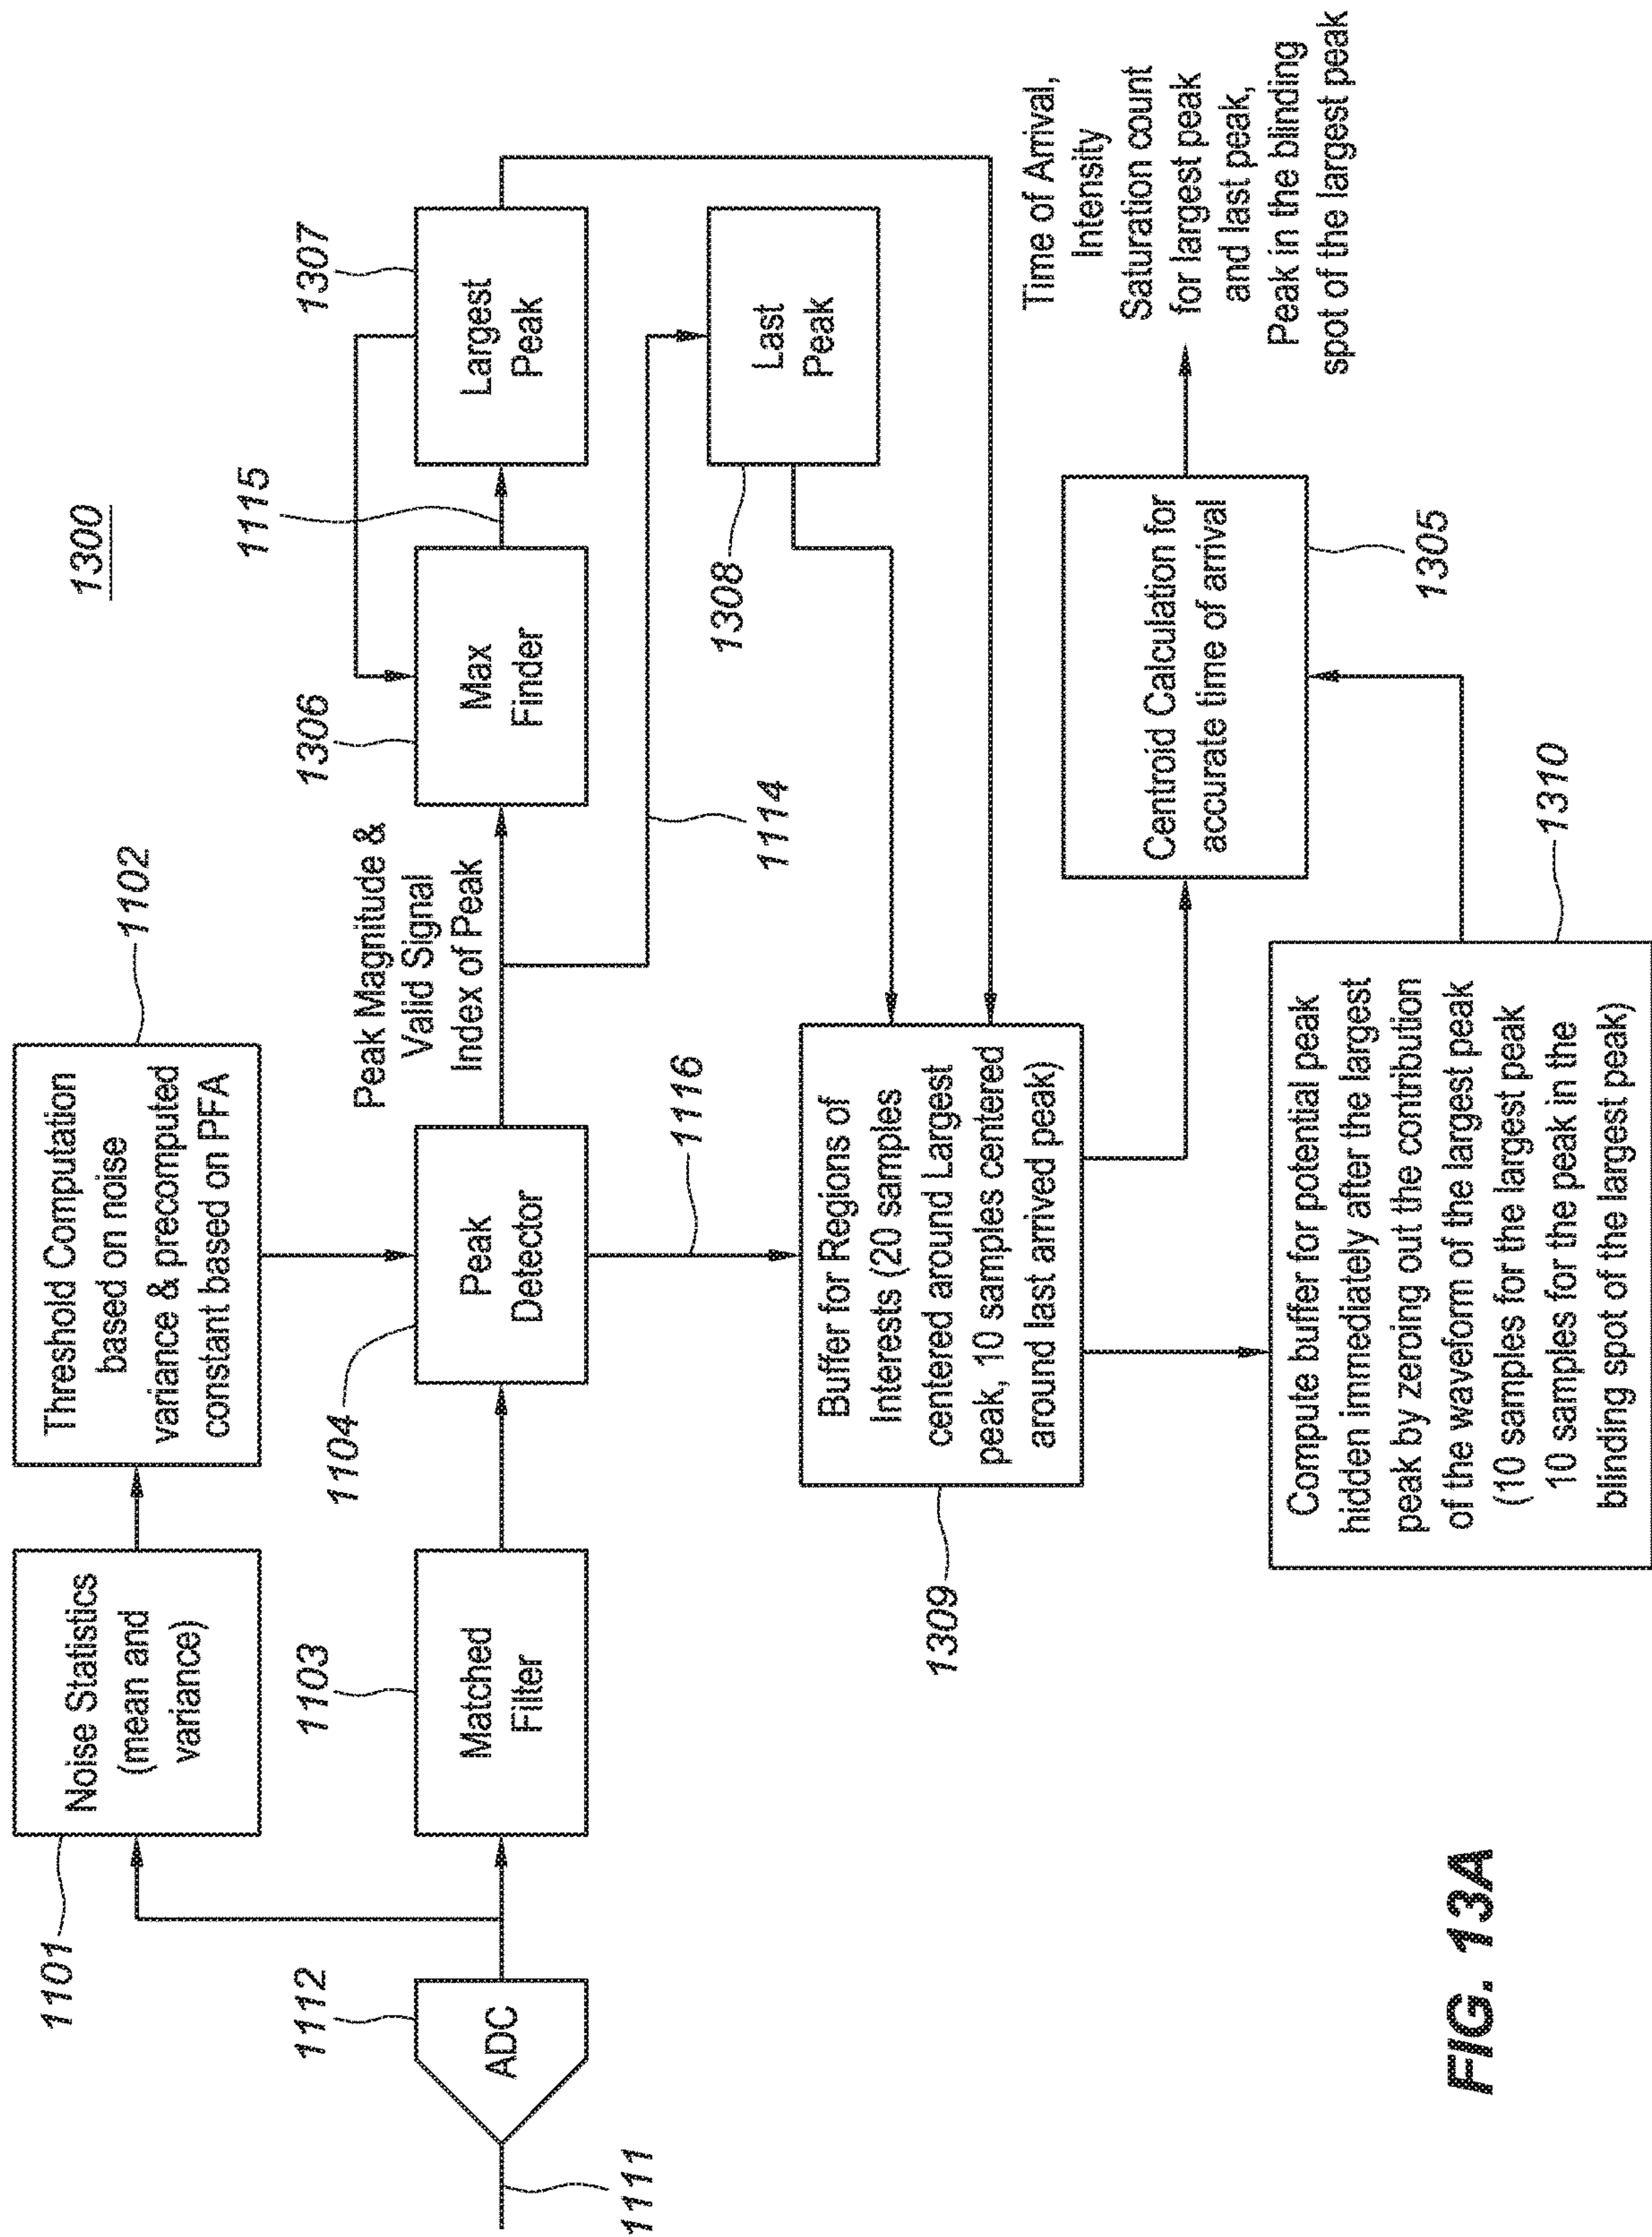 1300
1101
Noise Statistics
(mean and
variance)
1102
Threshold Computation
based on noise
variance & precomputed
constant based on PFA
1111
1112
ADC
1103
Matched
Filter
1104
Peak
Detector
Peak Magnitude &
Valid Signal
Index of Peak
1306
Max
Finder
1115
1307
Largest
Peak
1114
1308
Last
Peak
1116
1309
Buffer for Regions of
Interests (20 samples
centered around Largest
peak, 10 samples centered
around last arrived peak)
Centroid Calculation for
accurate time of arrival
1305
Time of Arrival,
Intensity
Saturation count
for largest peak
and last peak,
Peak in the blinding
spot of the largest peak
1310
Compute buffer for potential peak
hidden immediately after the largest
peak by zeroing out the contribution
of the waveform of the largest peak
(10 samples for the largest peak
10 samples for the peak in the
blinding spot of the largest peak)
FIG. 13A